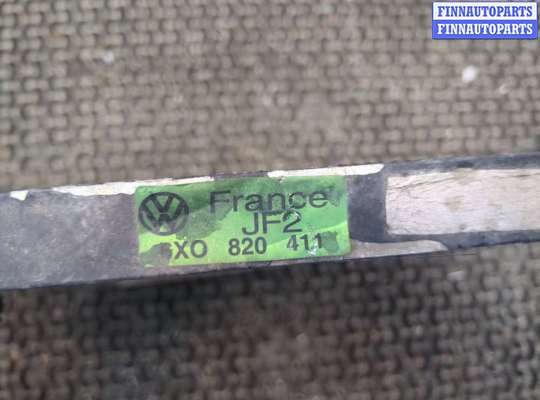 FINNAUTOPARTS
FINNAUTOPARTS
France
JF2
XO 820 411